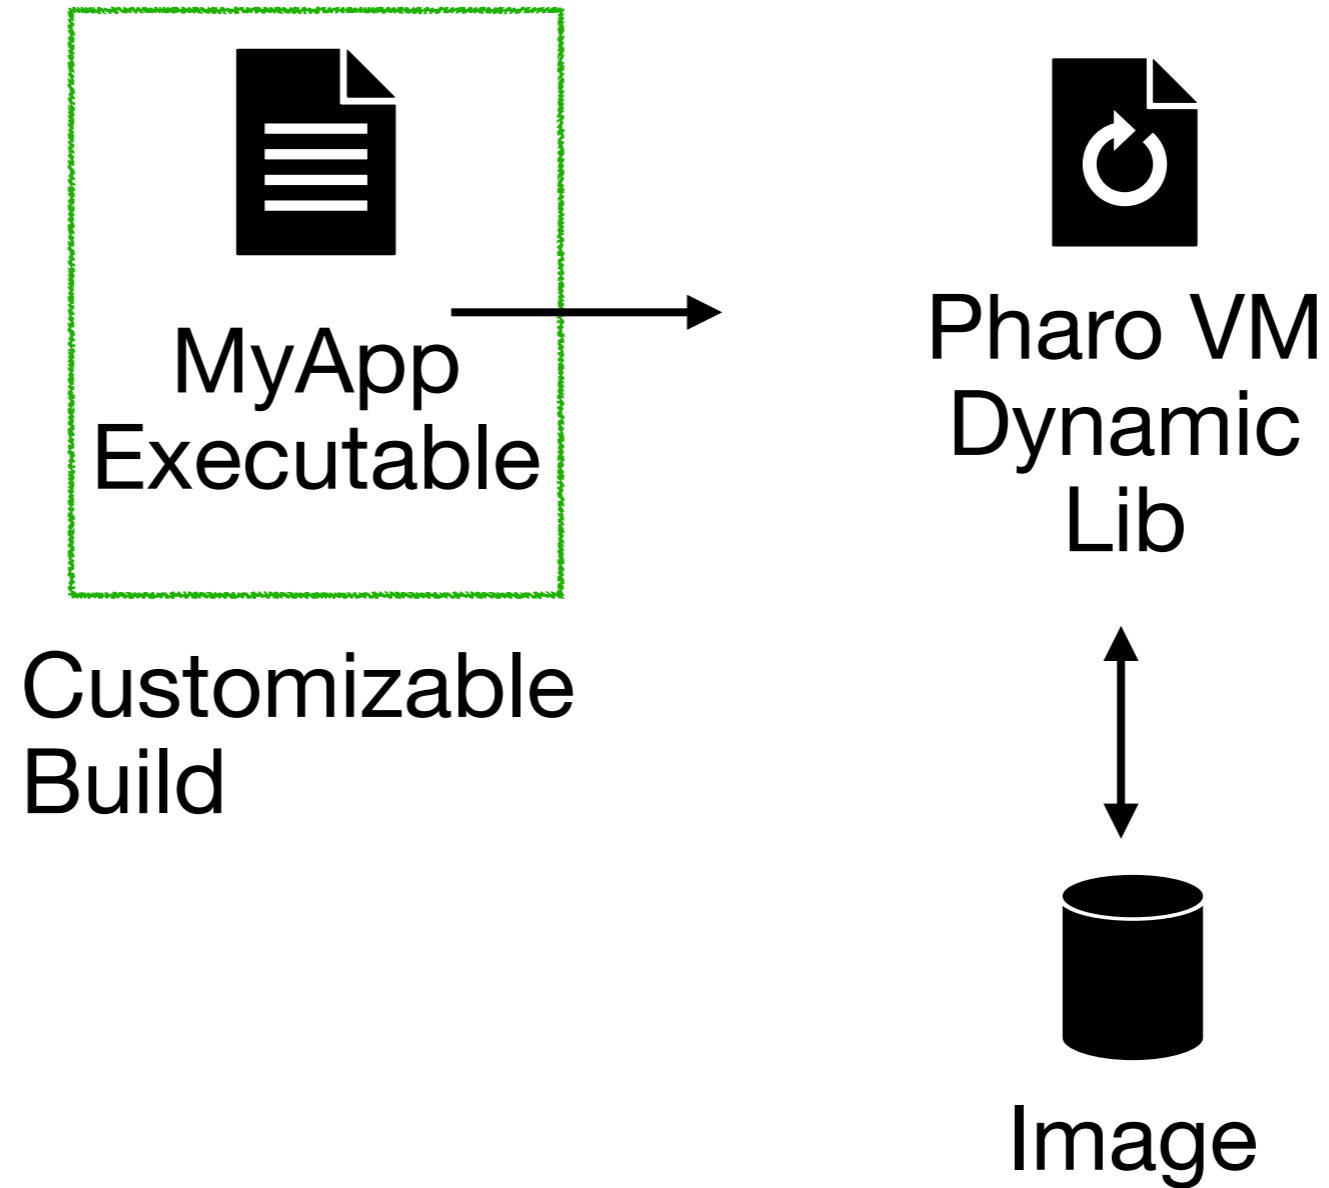 MyApp
Executable
Customizable
Build
Pharo VM
Dynamic
Lib
Image